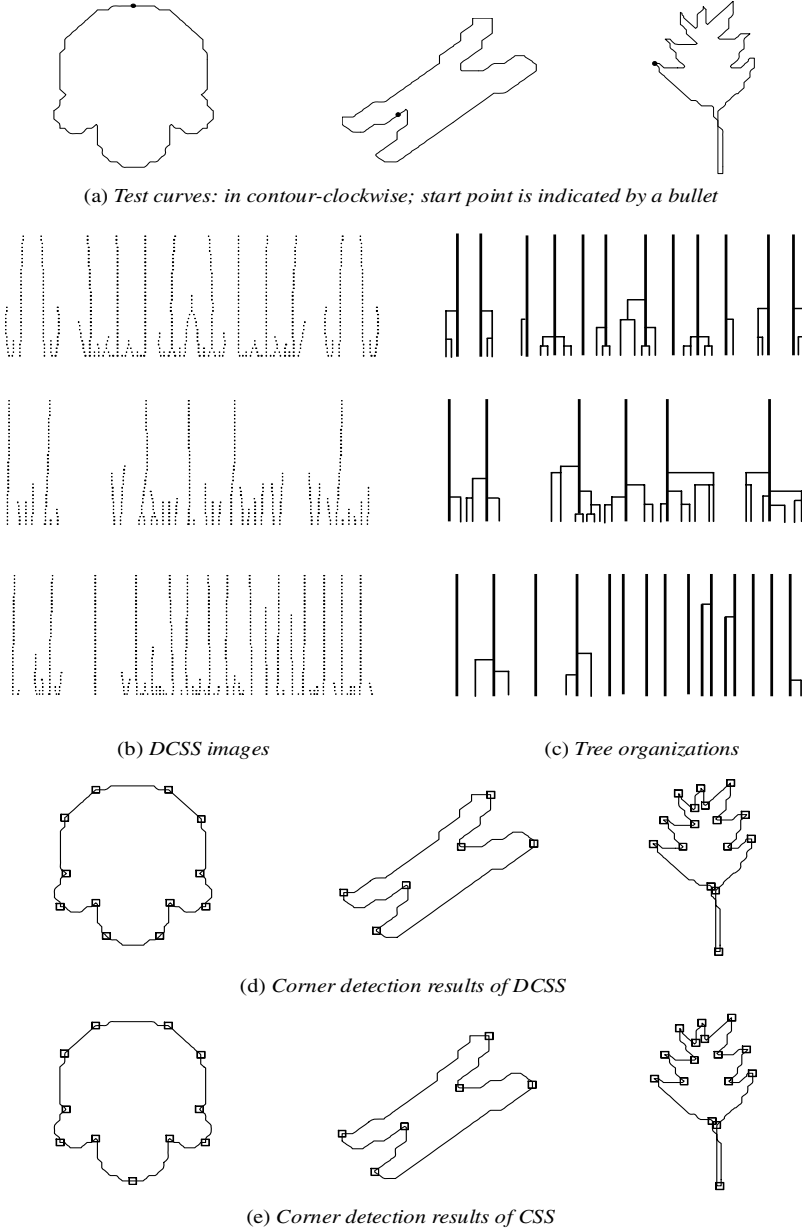 (a) Test curves: in contour-clockwise; start point is indicated by a bullet
(b) DCSS images
(c) Tree organizations
(d) Corner detection results of DCSS
(e) Corner detection results of CSS